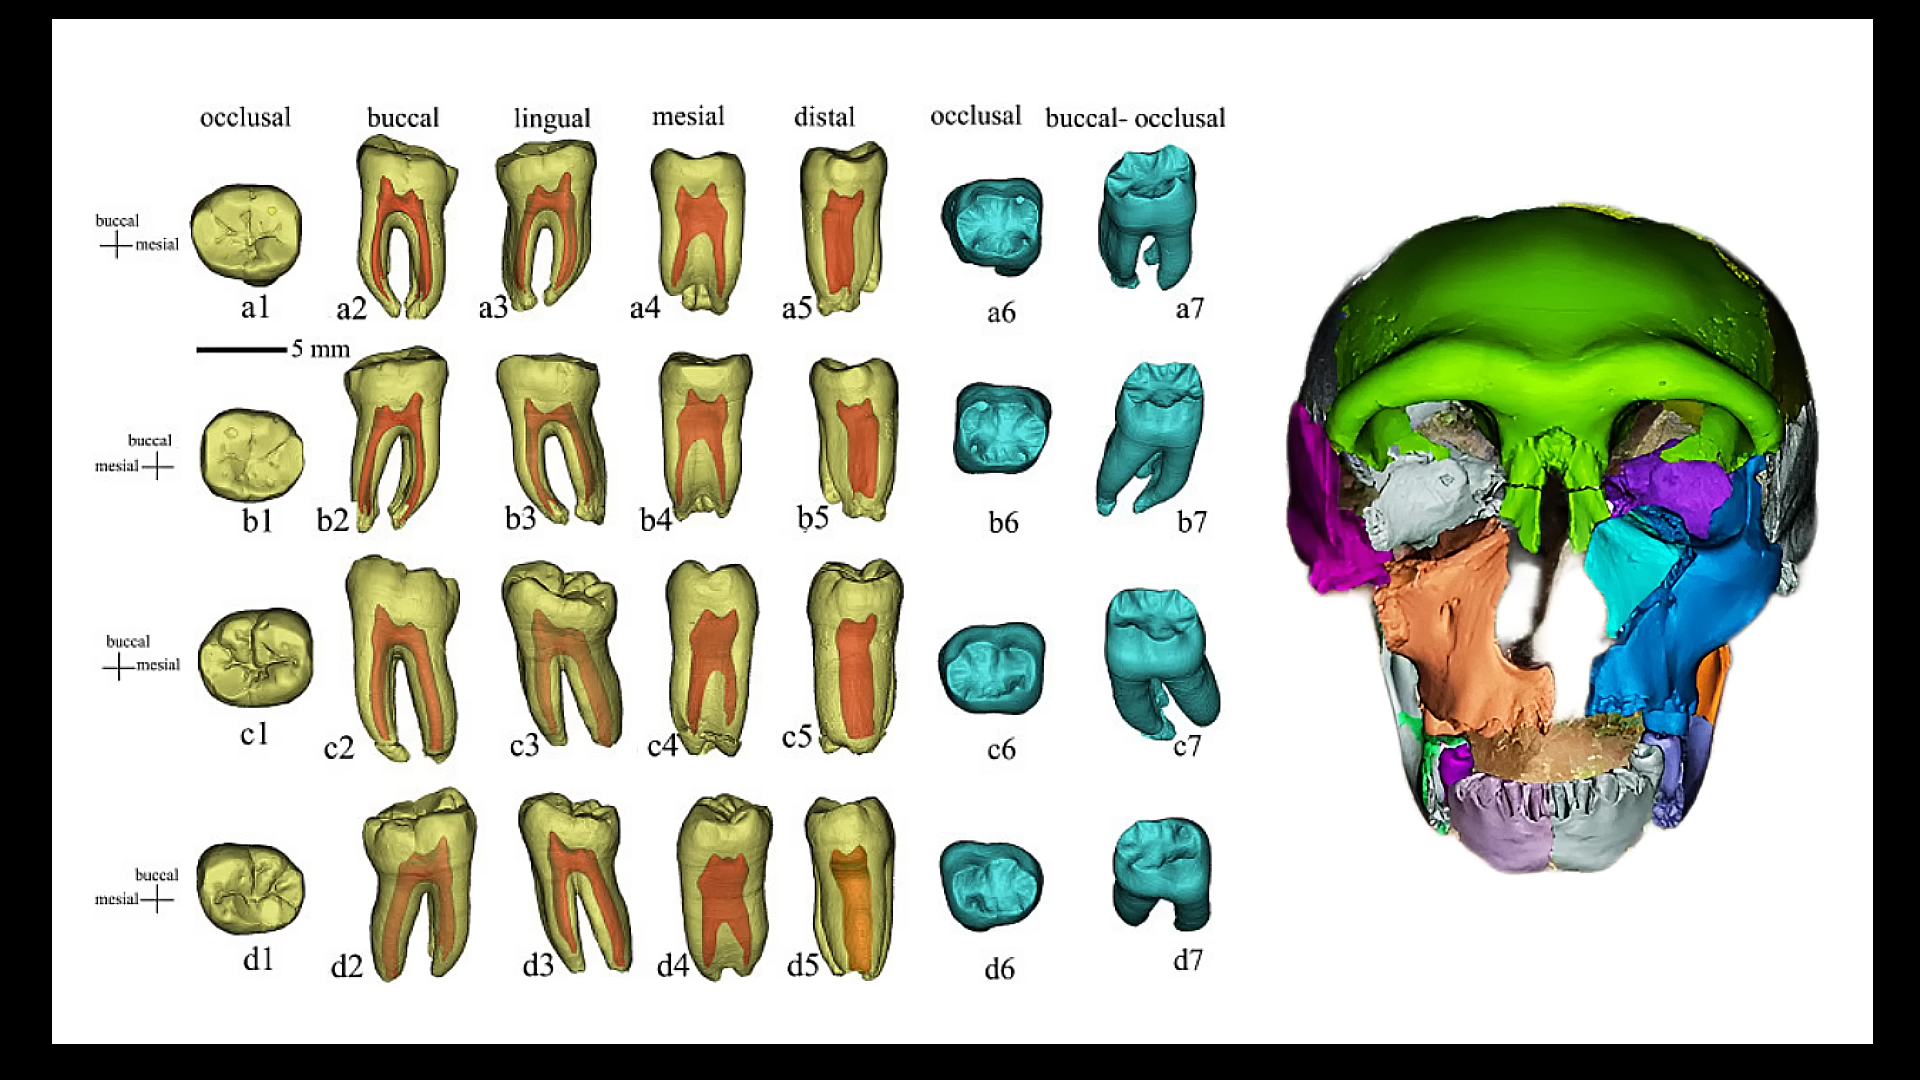 occlusal buccal lingual mesial distal occlusal buccal- occlusal
buccal
mesial
a1 a2 a3 a4 a5 a6 a7
5 mm
buccal
mesial
b1 b2 b3 b4 b5 b6 b7
buccal
mesial
c1 c2 c3 c4 c5 c6 c7
buccal
mesial
d1 d2 d3 d4 d5 d6 d7